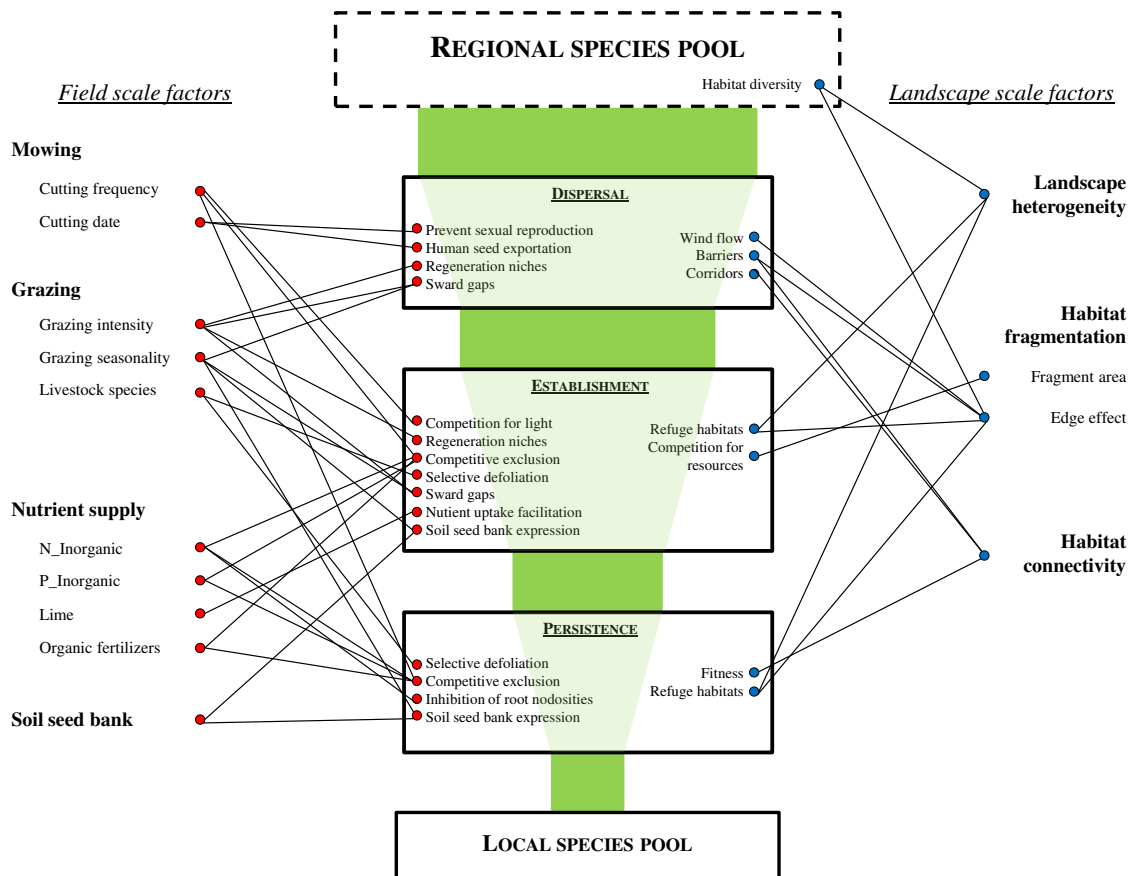 REGIONAL SPECIES POOL
Habitat diversity
Field scale factors
Landscape scale factors
Mowing
Cutting frequency
Cutting date
Grazing
Grazing intensity
Grazing seasonality
Livestock species
Nutrient supply
N_Inorganic
P_Inorganic
Lime
Organic fertilizers
Soil seed bank
DISPERSAL
Prevent sexual reproduction
Human seed exportation
Regeneration niches
Sward gaps
Wind flow
Barriers
Corridors
ESTABLISHMENT
Competition for light
Regeneration niches
Competitive exclusion
Selective defoliation
Sward gaps
Nutient uptake facilitation
Soil seed bank expression
Refuge habitats
Competition for
resources
PERSISTENCE
Selective defoliation
Competitive exclusion
Inhibition of root nodosities
Soil seed bank expression
Fitness
Refuge habitats
Landscape
heterogeneity
Habitat
fragmentation
Fragment area
Edge effect
Habitat
connectivity
LOCAL SPECIES POOL